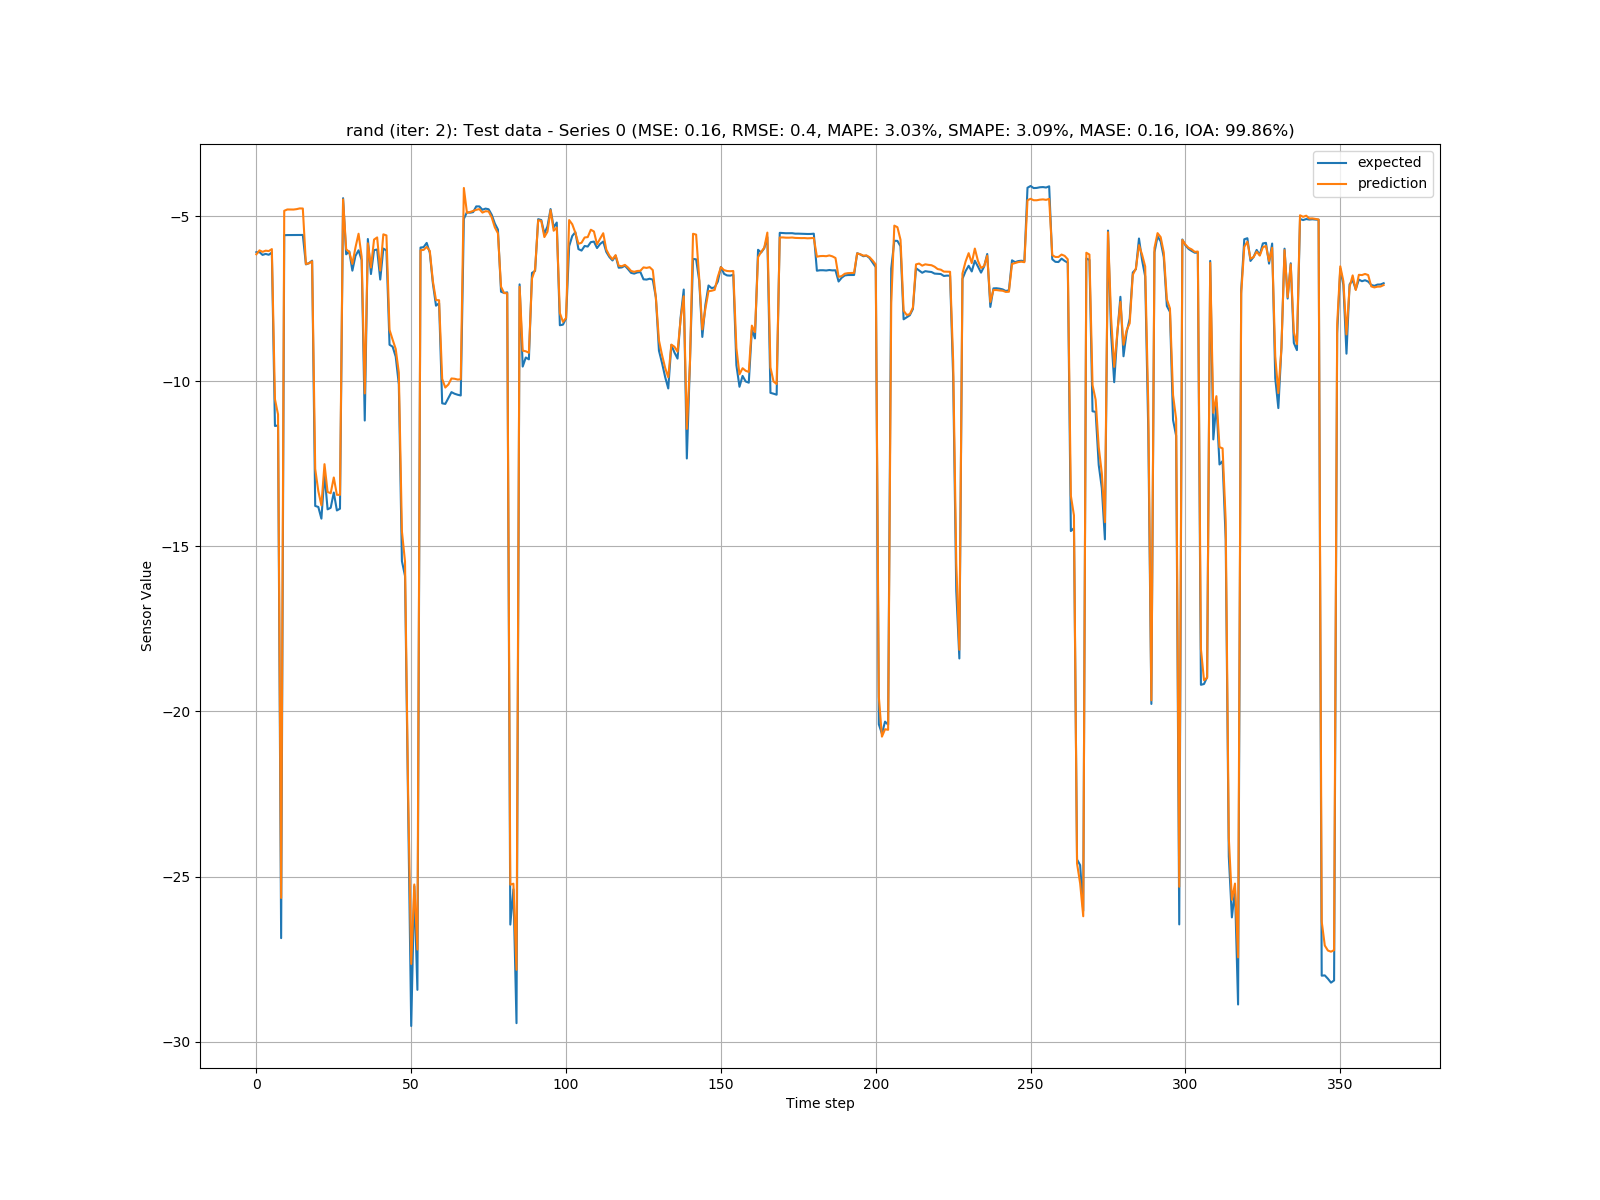 rand (iter: 2): Test data - Series 0 (MSE: 0.16, RMSE: 0.4, MAPE: 3.03%, SMAPE: 3.09%, MASE: 0.16, IOA: 99.86%)
expected
prediction
Sensor Value
−5
−10
−15
−20
−25
−30
0 50 100 150 200 250 300 350
Time step